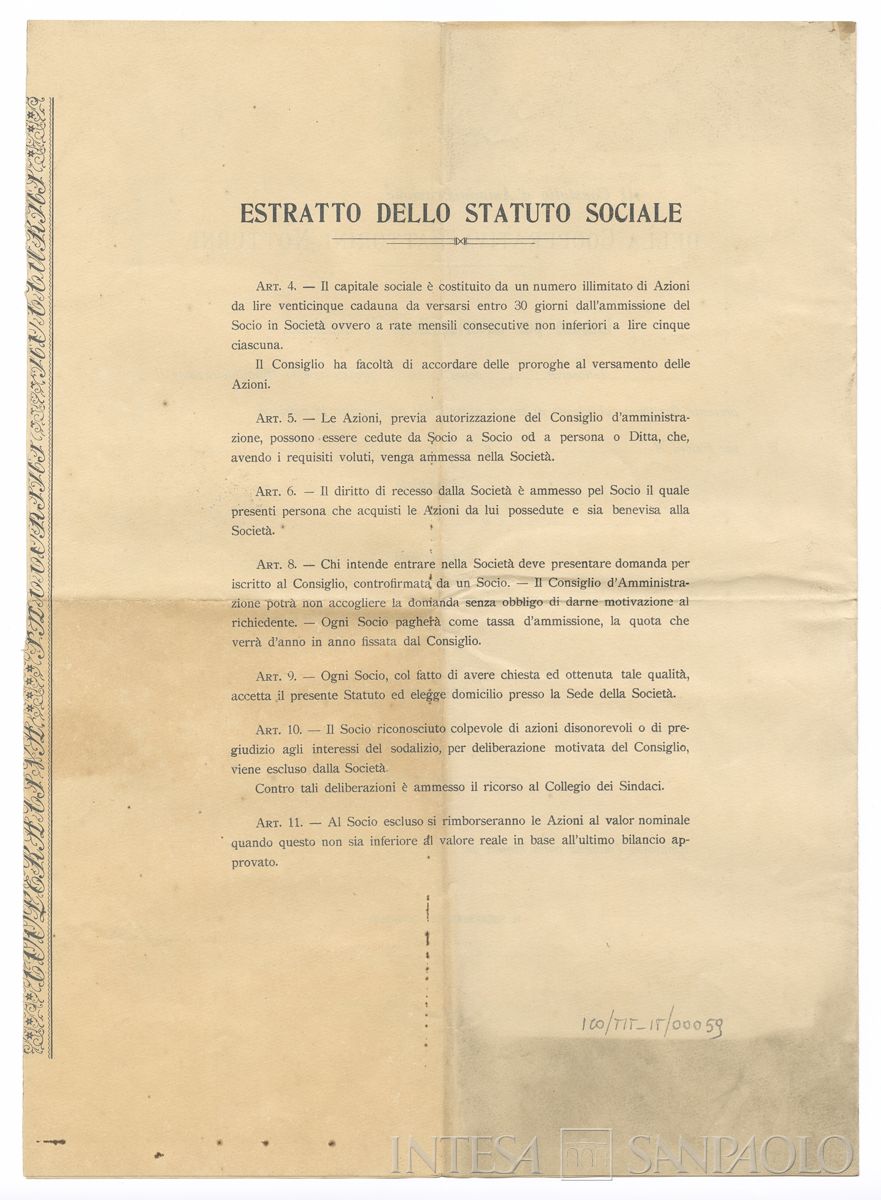 ESTRATTO DELLO STATUTO SOCIALE
ART. 4. — Il capitale sociale è costituito da un numero illimitato di Azioni
da lire venticinque cadauna da versarsi entro 30 giorni dall'ammissione del
Socio in Società ovvero a rate mensili consecutive non inferiori a lire cinque
ciascuna.
Il Consiglio ha facoltà di accordare delle proroghe al versamento delle
Azioni.
ART. 5. — Le Azioni, previa autorizzazione del Consiglio d'amministra-
zione, possono essere cedute da Socio a Socio od a persona o Ditta, che,
avendo i requisiti voluti, venga ammessa nella Società.
ART. 6. — Il diritto di recesso dalla Società è ammesso pel Socio il quale
presenti persona che acquisti le Azioni da lui possedute e sia benevisa alla
Società.
ART. 8. — Chi intende entrare nella Società deve presentare domanda per
iscritto al Consiglio, controfirmata da un Socio. — Il Consiglio d'Amministra-
zione potrà non accogliere la domanda senza obbligo di darne motivazione al
richiedente. — Ogni Socio pagherà come tassa d'ammissione, la quota che
verrà d'anno in anno fissata dal Consiglio.
ART. 9. — Ogni Socio, col fatto di avere chiesta ed ottenuta tale qualità,
accetta il presente Statuto ed elegge domicilio presso la Sede della Società.
ART. 10. — Il Socio riconosciuto colpevole di azioni disonorevoli o di pre-
giudizio agli interessi del sodalizio, per deliberazione motivata del Consiglio,
viene escluso dalla Società.
Contro tali deliberazioni è ammesso il ricorso al Collegio dei Sindaci.
ART. 11. — Al Socio escluso si rimborseranno le Azioni al valor nominale
quando questo non sia inferiore al valore reale in base all'ultimo bilancio ap-
provato.
ICO/TIT_IT/00059
INTESA SANPAOLO